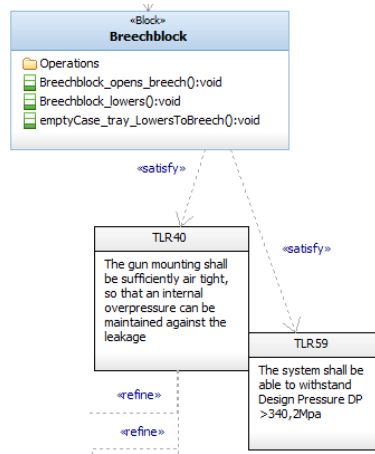 «Block»
Breechblock
Operations
Breechblock_opens_breech():void
Breechblock_lowers():void
emptyCase_tray_LowersToBreech():void
«satisfy»
TLR40
The gun mounting shall
be sufficiently air tight,
so that an internal
overpressure can be
maintained against the
leakage
«satisfy»
TLR59
The system shall be
able to withstand
Design Pressure DP
>340,2Mpa
«refine»
«refine»